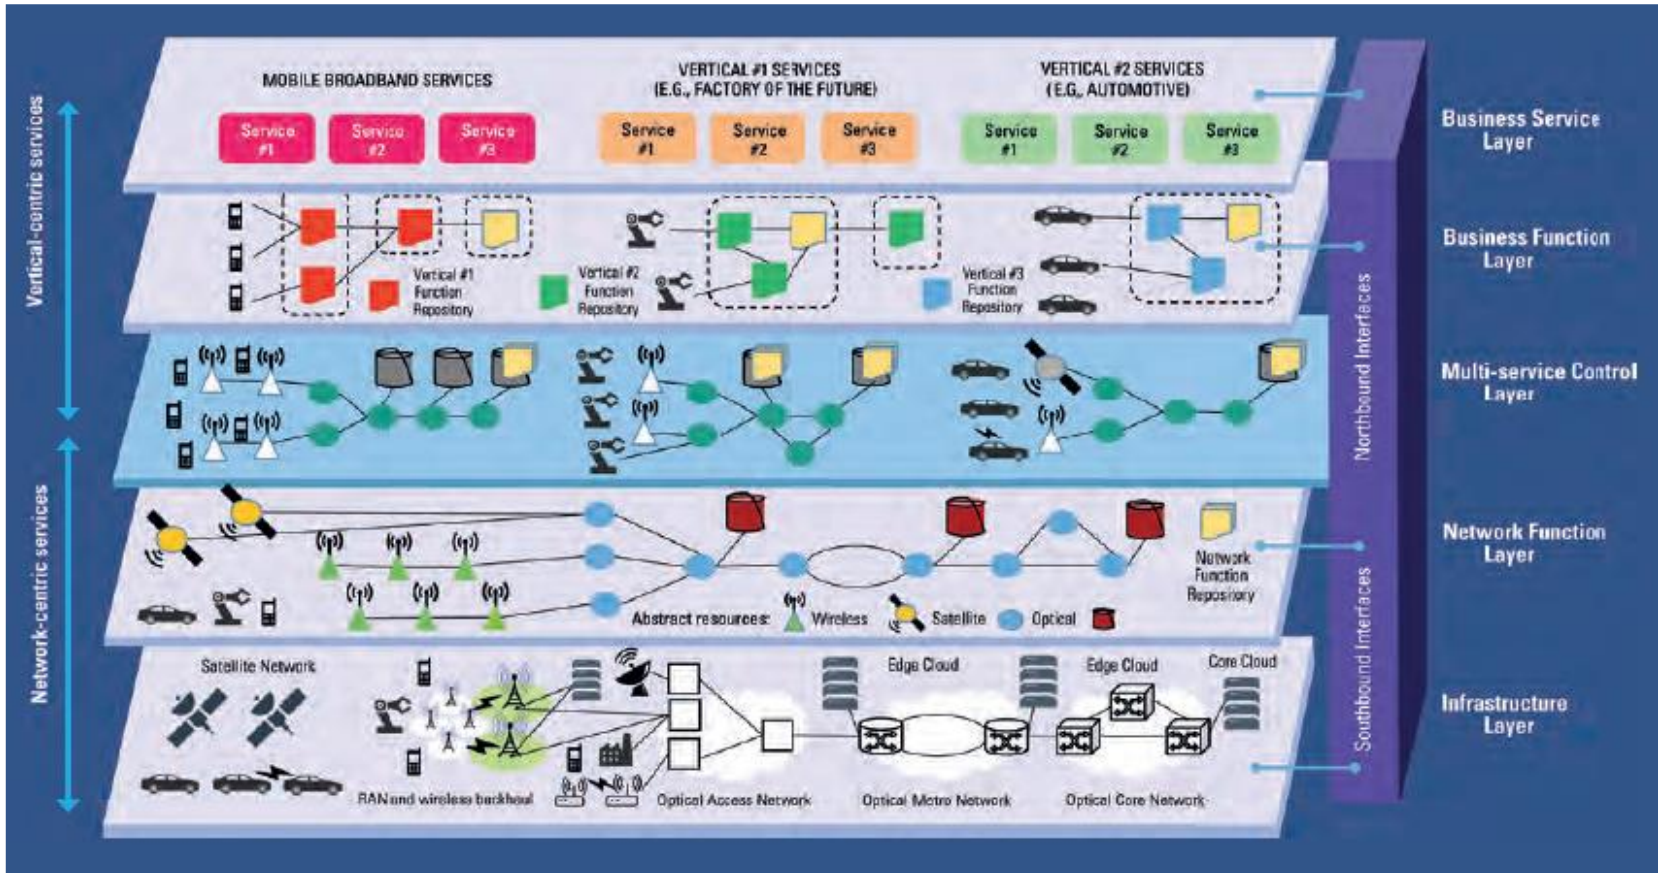 MOBILE BROADBAND SERVICES
VERTICAL #1 SERVICES
(E.G., FACTORY OF THE FUTURE)
VERTICAL #2 SERVICES
(E.G., AUTOMOTIVE)
Service
#1
Service
#2
Service
#3
Service
#1
Service
#2
Service
#3
Service
#1
Service
#2
Service
#3
Business Service
Layer
Vertical-centric services
Vertical #1
Function
Repository
Vertical #2
Function
Repository
Vertical #3
Function
Repository
Business Function
Layer
Northbound Interfaces
Multi-service Control
Layer
Network-centric services
Network
Function
Repository
Abstract resources:
Wireless
Satellite
Optical
Network Function
Layer
Southbound Interfaces
Satellite Network
Edge Cloud
Edge Cloud
Core Cloud
RAN and wireless backhaul
Optical Access Network
Optical Metro Network
Optical Core Network
Infrastructure
Layer